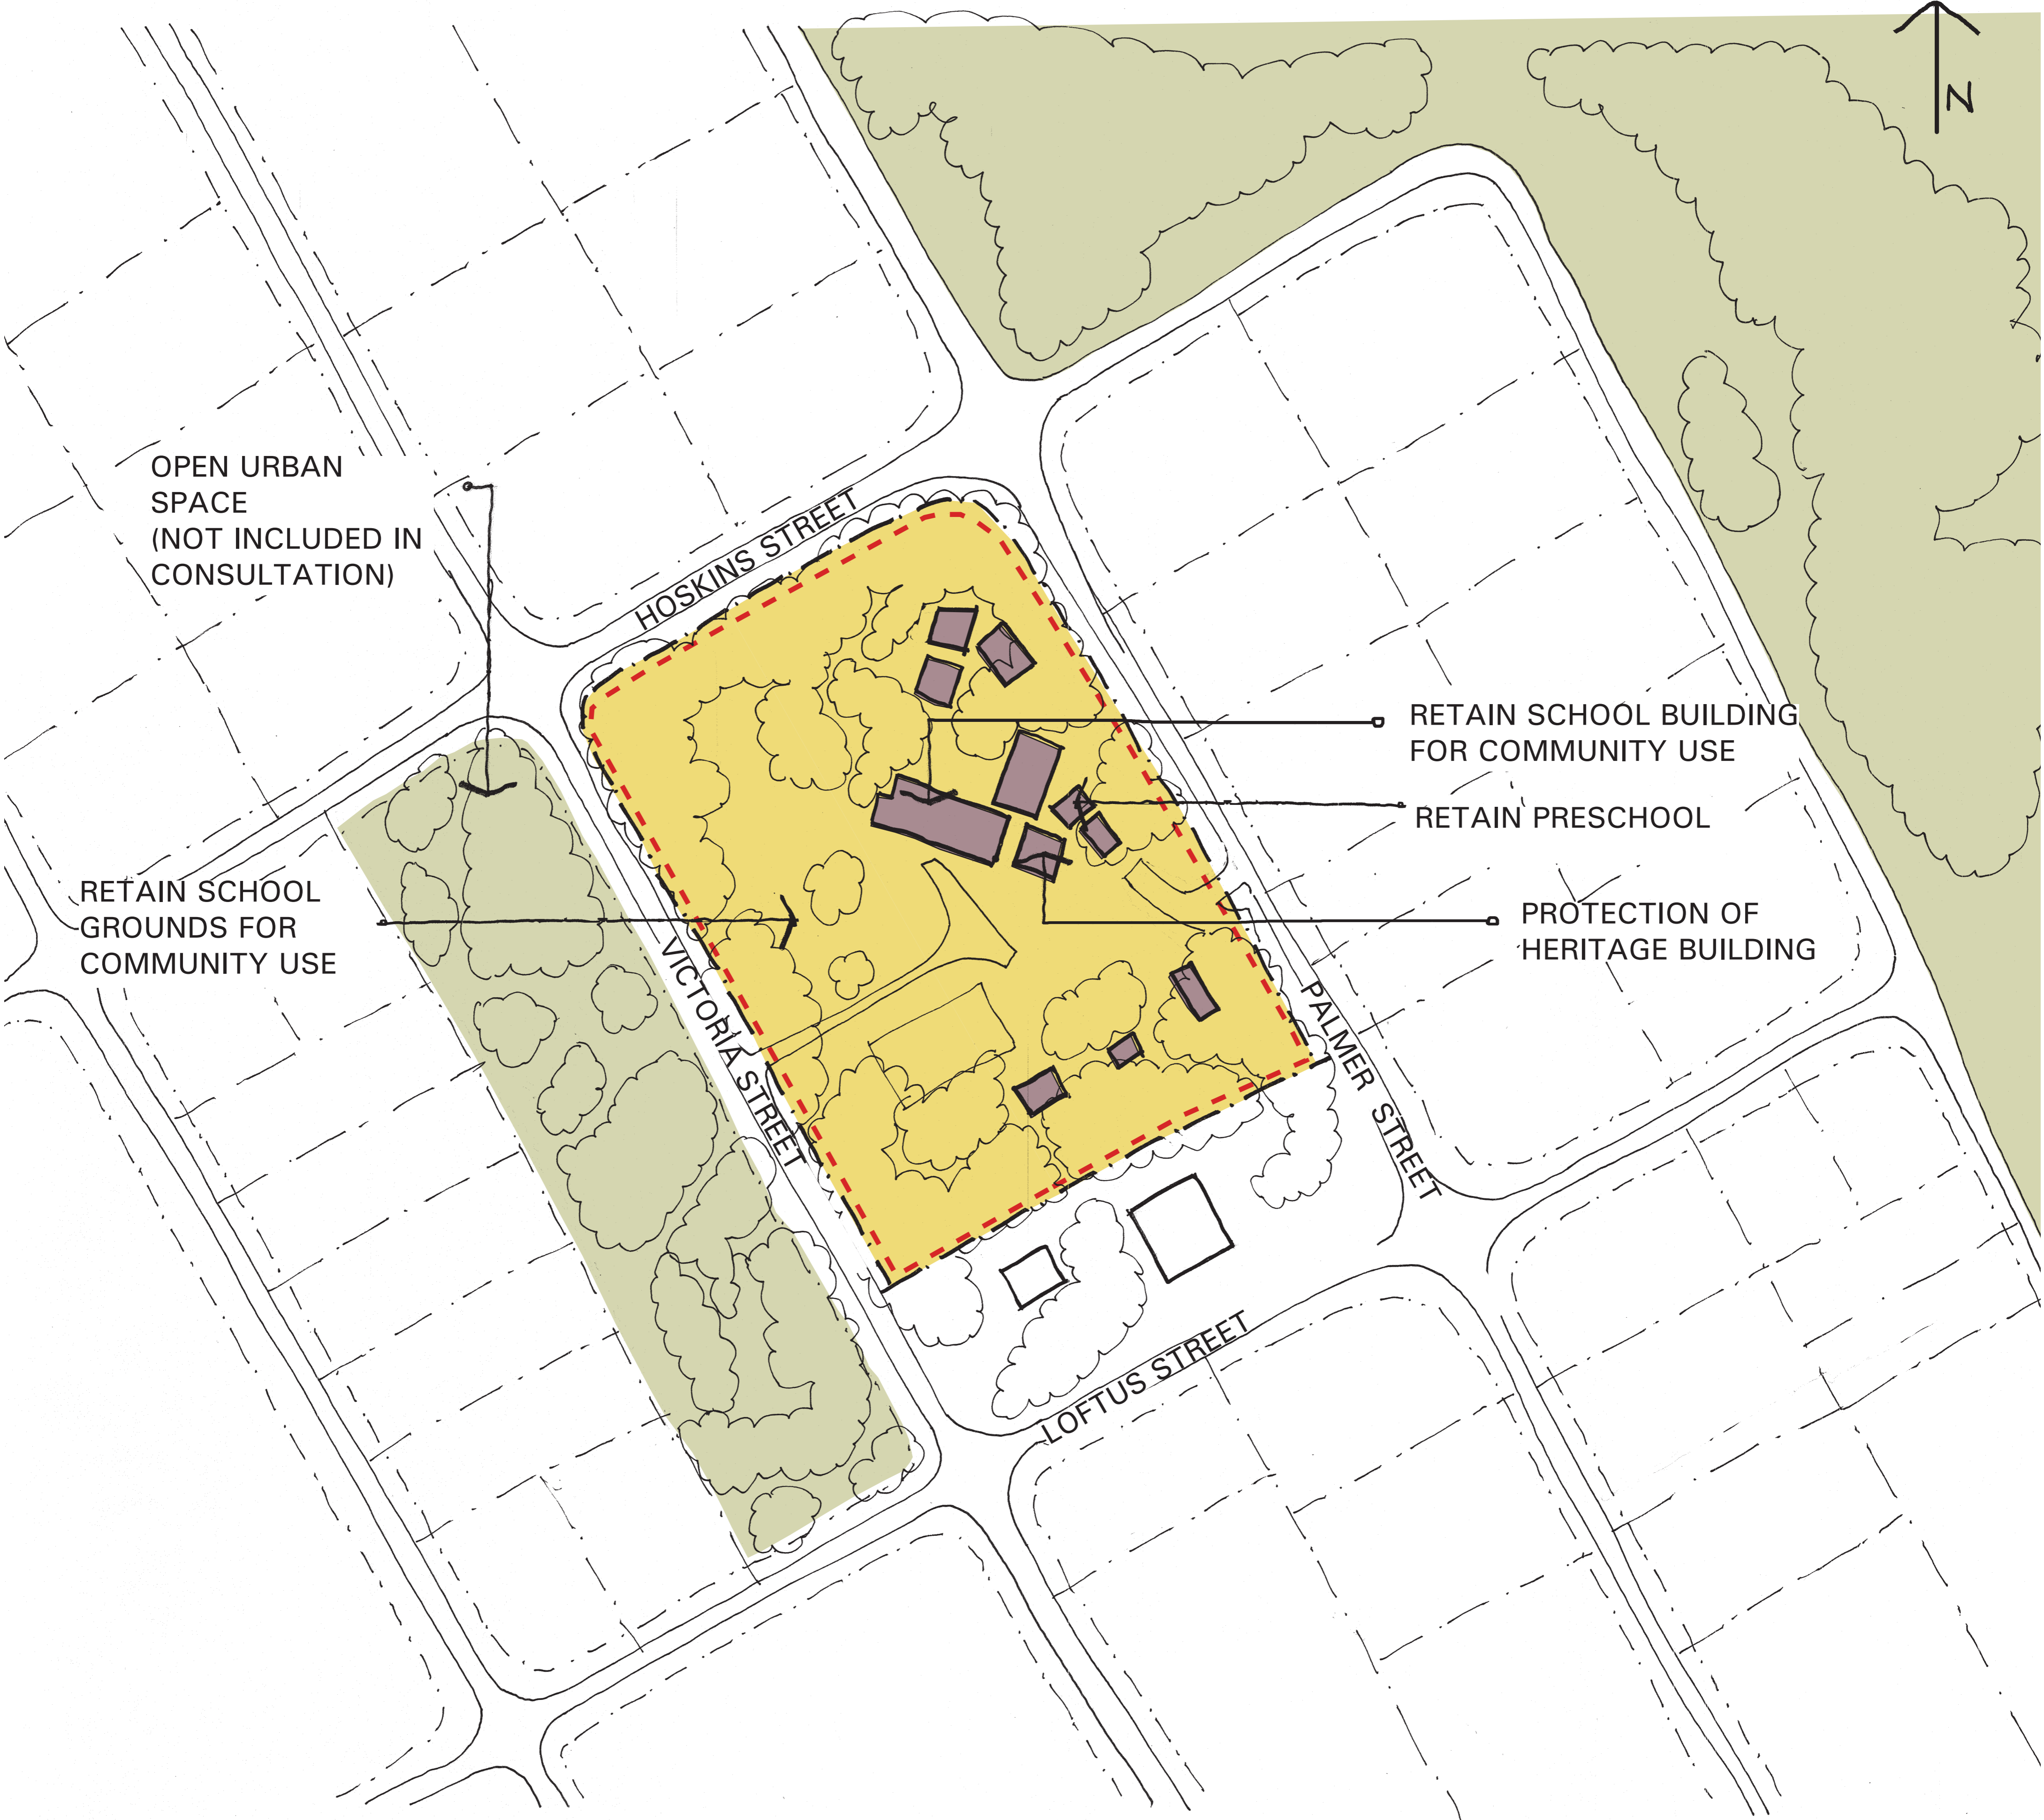 N
OPEN URBAN
SPACE
(NOT INCLUDED IN
CONSULTATION)
HOSKINS STREET
RETAIN SCHOOL BUILDING
FOR COMMUNITY USE
RETAIN PRESCHOOL
RETAIN SCHOOL
GROUNDS FOR
COMMUNITY USE
PROTECTION OF
HERITAGE BUILDING
VICTORIA STREET
PALMER STREET
LOFTUS STREET